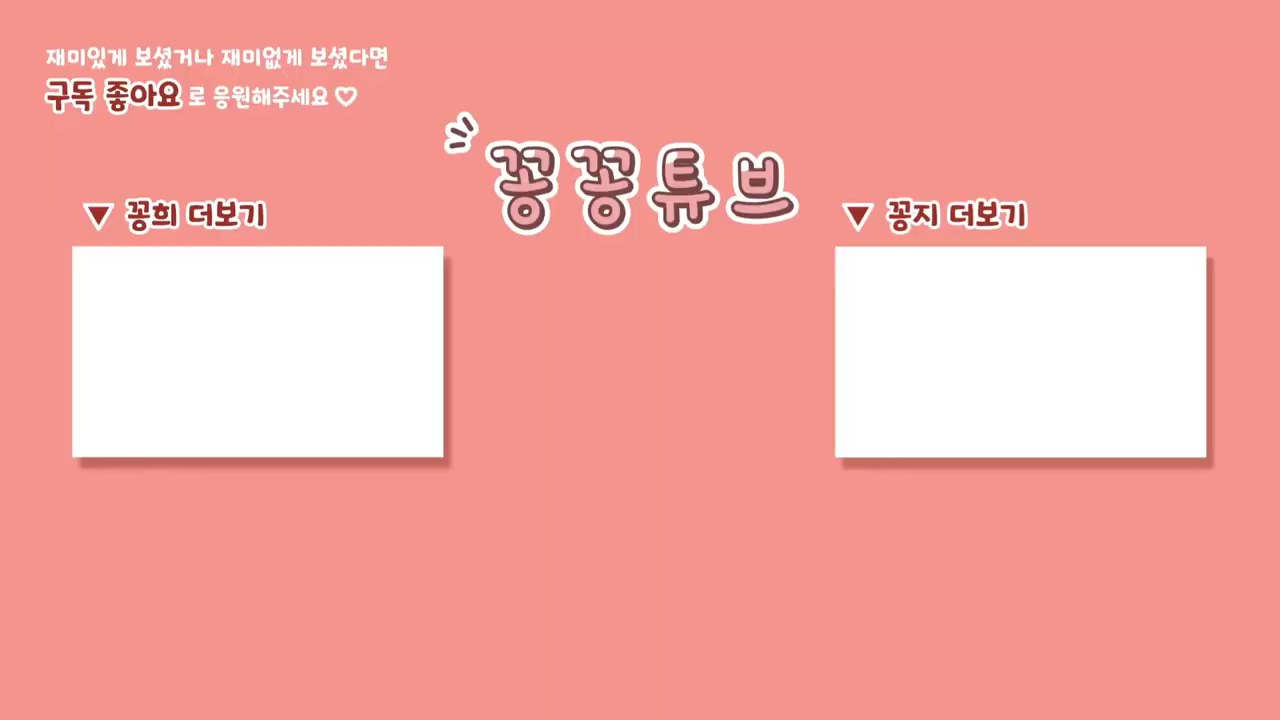 재미있게 보셨거나 재미없게 보셨다면
구독 좋아요 로 응원해주세요 ♡
꽁꽁튜브
▼ 꽁희 더보기
▼ 꽁지 더보기